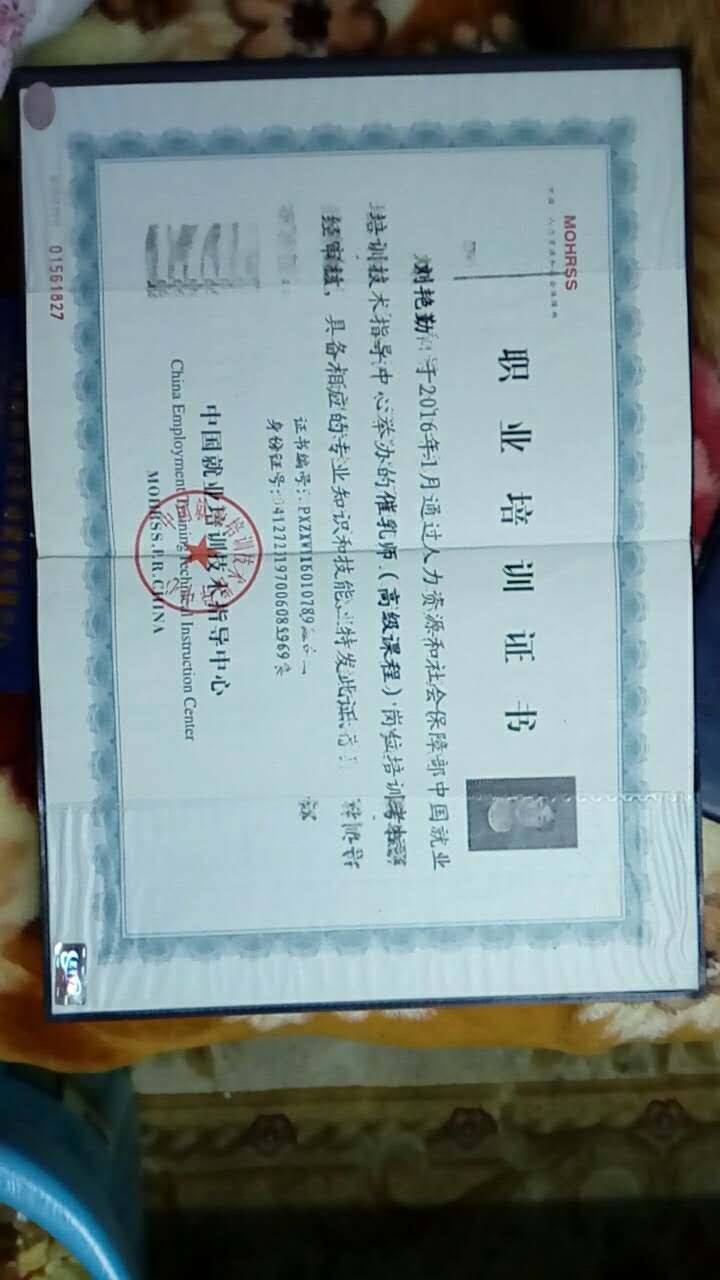 MOHRSS
职业培训证书
刘艳勤 于2016年1月通过人力资源和社会保障部中国就业
培训技术指导中心举办的催乳师(高级课程)岗位培训考核
经审核,具备相应的专业知识和技能,特发此证
证书编号:
身份证号:
中国就业培训技术指导中心
China Employment Training Technical Instruction Center
MOHRSS.P.R.CHINA
01561827